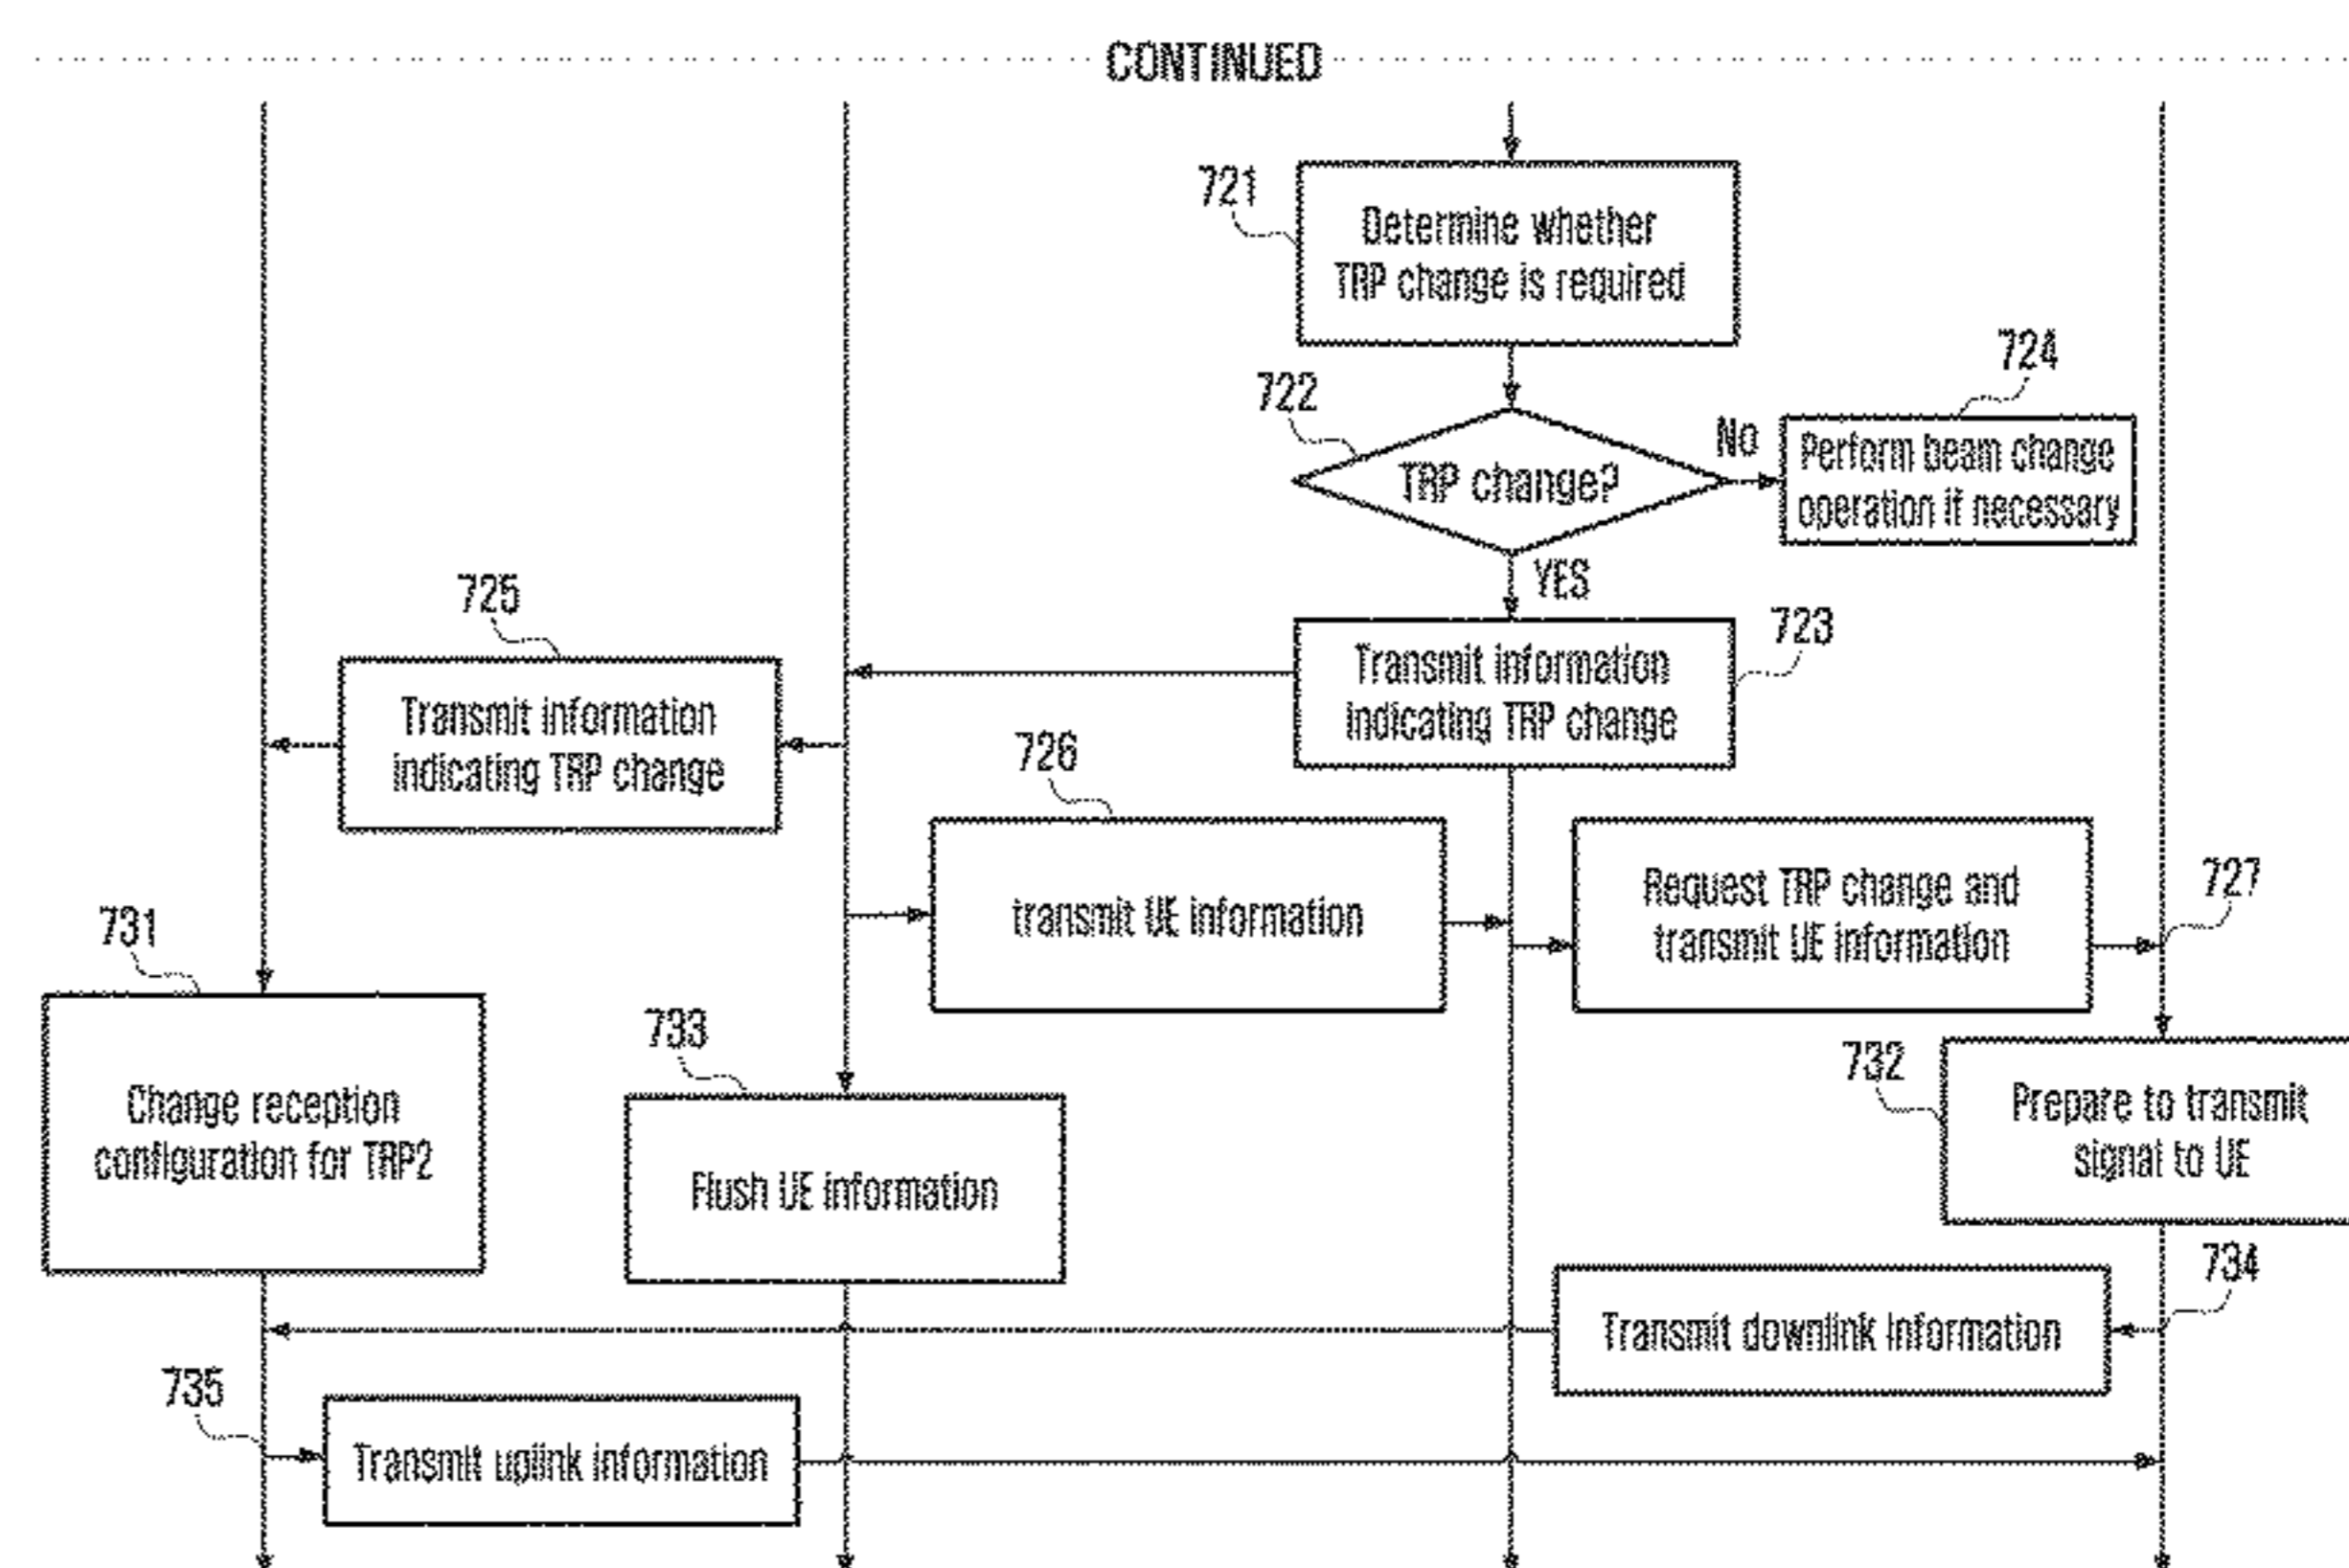 CONTINUED
721
Determine whether
TRP change is required
722
TRP change?
No
724
Perform beam change
operation if necessary
YES
723
Transmit information
indicating TRP change
725
Transmit information
indicating TRP change
726
transmit UE information
Request TRP change and
transmit UE information
727
731
Change reception
configuration for TRP2
733
Flush UE information
732
Prepare to transmit
signal to UE
734
Transmit downlink information
735
Transmit uplink information